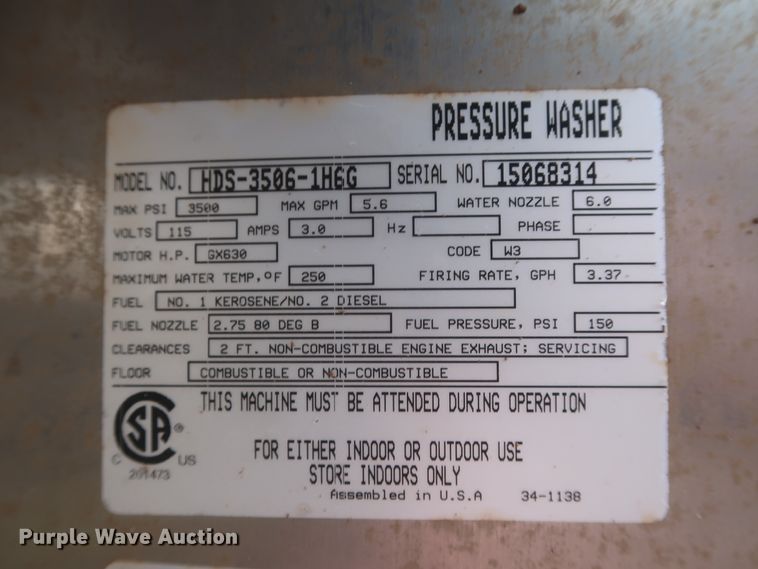 PRESSURE WASHER
MODEL NO. HDS-3506-1H6G SERIAL NO. 15068314
MAX PSI 3500 MAX GPM 5.6 WATER NOZZLE 6.0
VOLTS 115 AMPS 3.0 Hz PHASE
MOTOR H.P. GX630 CODE W3
MAXIMUM WATER TEMP,°F 250 FIRING RATE, GPH 3.37
FUEL NO. 1 KEROSENE/NO. 2 DIESEL
FUEL NOZZLE 2.75 80 DEG B FUEL PRESSURE, PSI 150
CLEARANCES 2 FT. NON-COMBUSTIBLE ENGINE EXHAUST; SERVICING
FLOOR COMBUSTIBLE OR NON-COMBUSTIBLE
THIS MACHINE MUST BE ATTENDED DURING OPERATION
CSA ®
C US
201473
FOR EITHER INDOOR OR OUTDOOR USE
STORE INDOORS ONLY
Assembled in U.S.A 34-1138
Purple Wave Auction